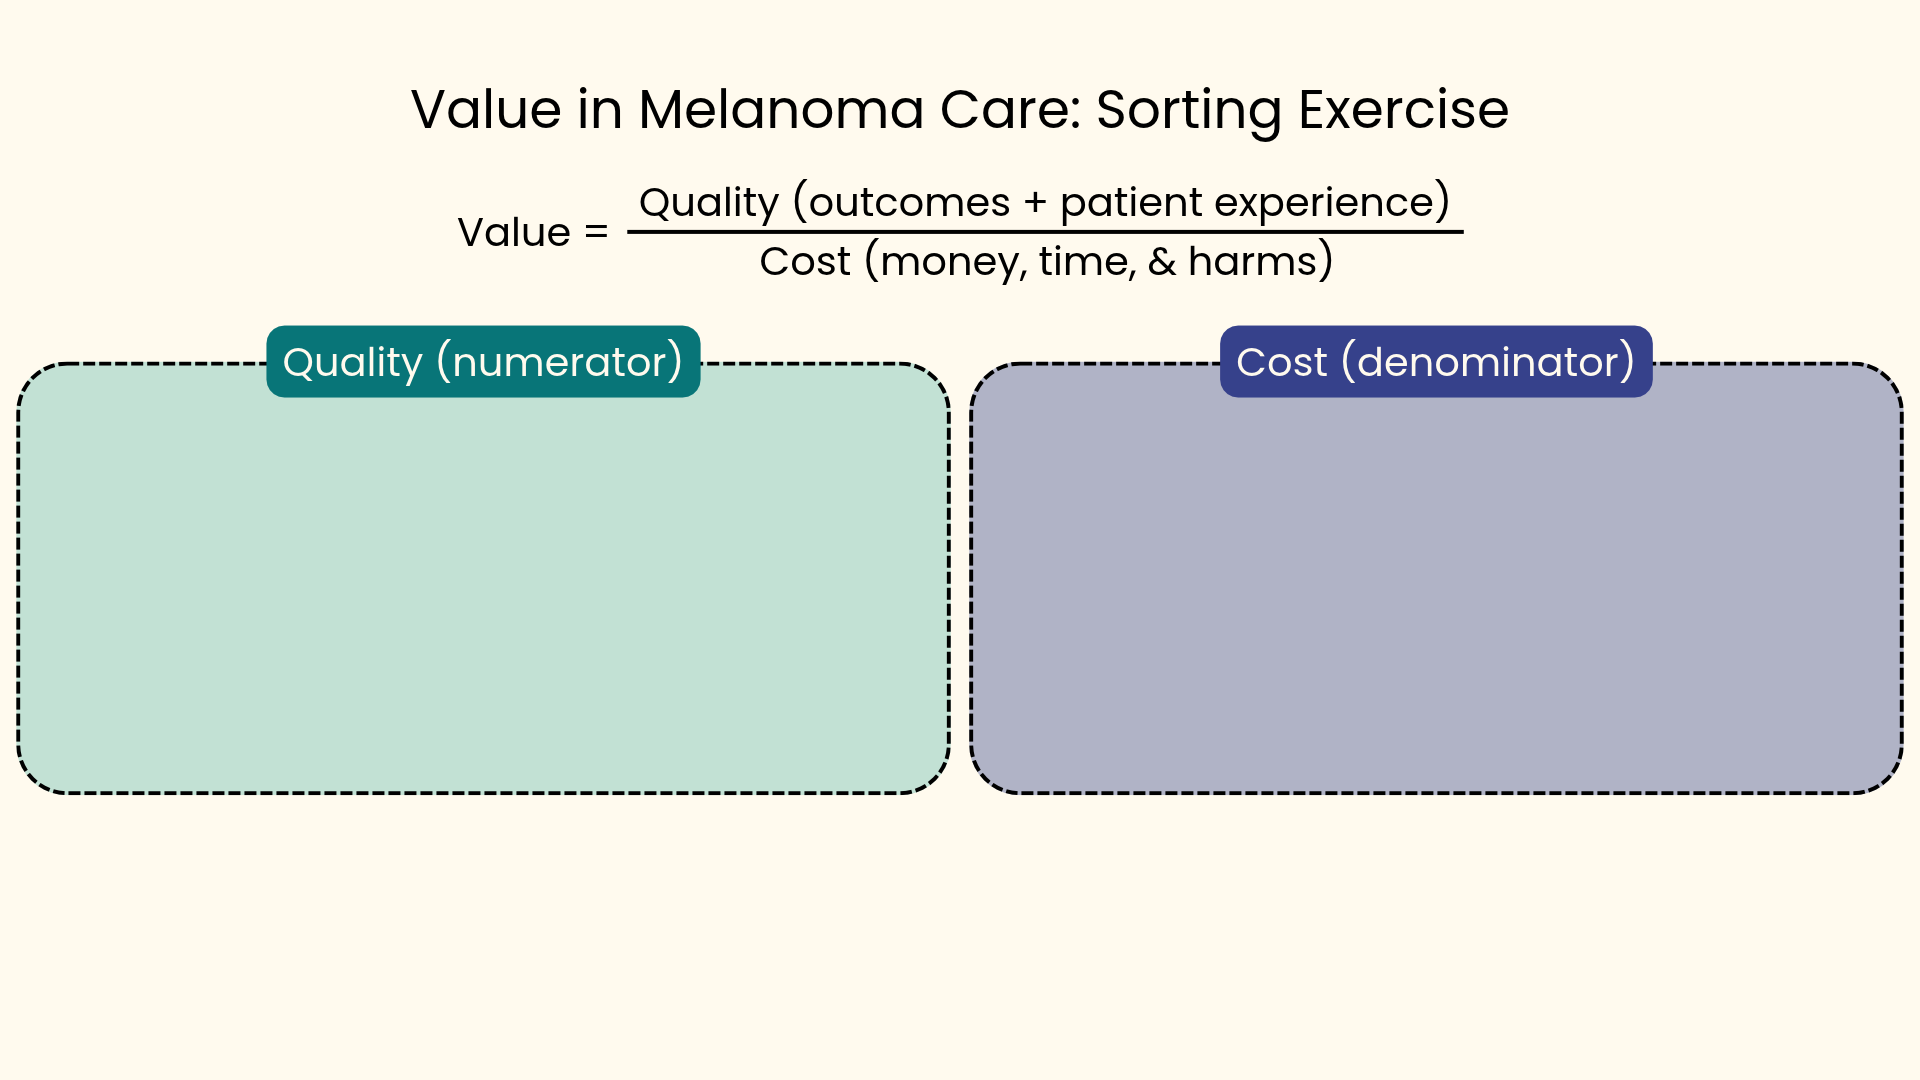 Value in Melanoma Care: Sorting Exercise
Value =
Quality (outcomes + patient experience)
Cost (money, time, & harms)
Quality (numerator)
Cost (denominator)